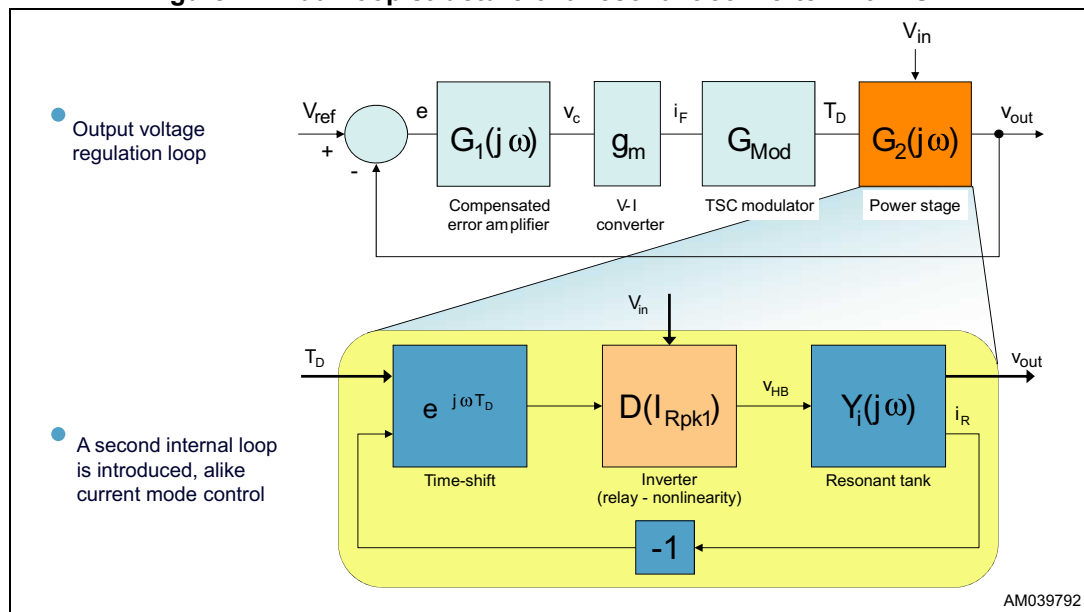 V_in
Output voltage
regulation loop
V_ref
+
-
e
G_1(jω)
v_c
g_m
i_F
G_Mod
T_D
G_2(jω)
v_out
Compensated
error amplifier
V-I
converter
TSC modulator
Power stage
V_in
T_D
e^jωT_D
D(I_Rpk1)
v_HB
Y_i(jω)
v_out
i_R
A second internal loop
is introduced, alike
current mode control
Time-shift
Inverter
(relay - nonlinearity)
Resonant tank
-1
AM039792